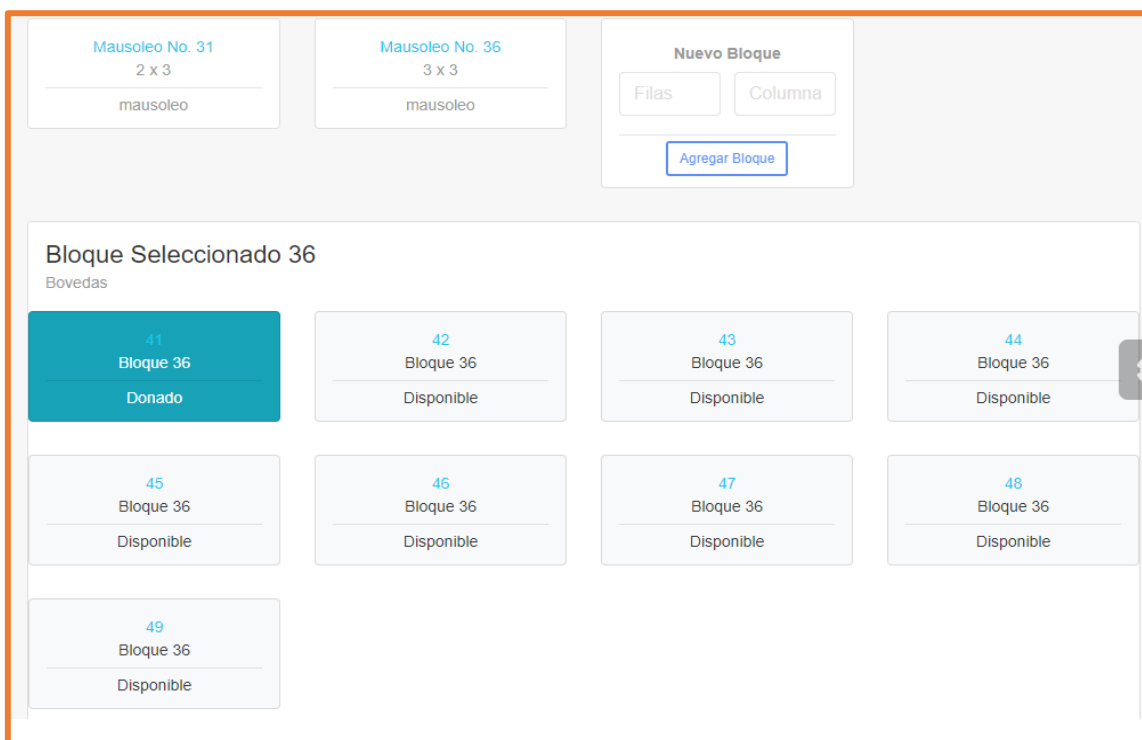 Mausoleo No. 31
2 x 3
mausoleo
Mausoleo No. 36
3 x 3
mausoleo
Nuevo Bloque
Filas
Columna
Agregar Bloque
Bloque Seleccionado 36
Bovedas
41
Bloque 36
Donado
42
Bloque 36
Disponible
43
Bloque 36
Disponible
44
Bloque 36
Disponible
45
Bloque 36
Disponible
46
Bloque 36
Disponible
47
Bloque 36
Disponible
48
Bloque 36
Disponible
49
Bloque 36
Disponible